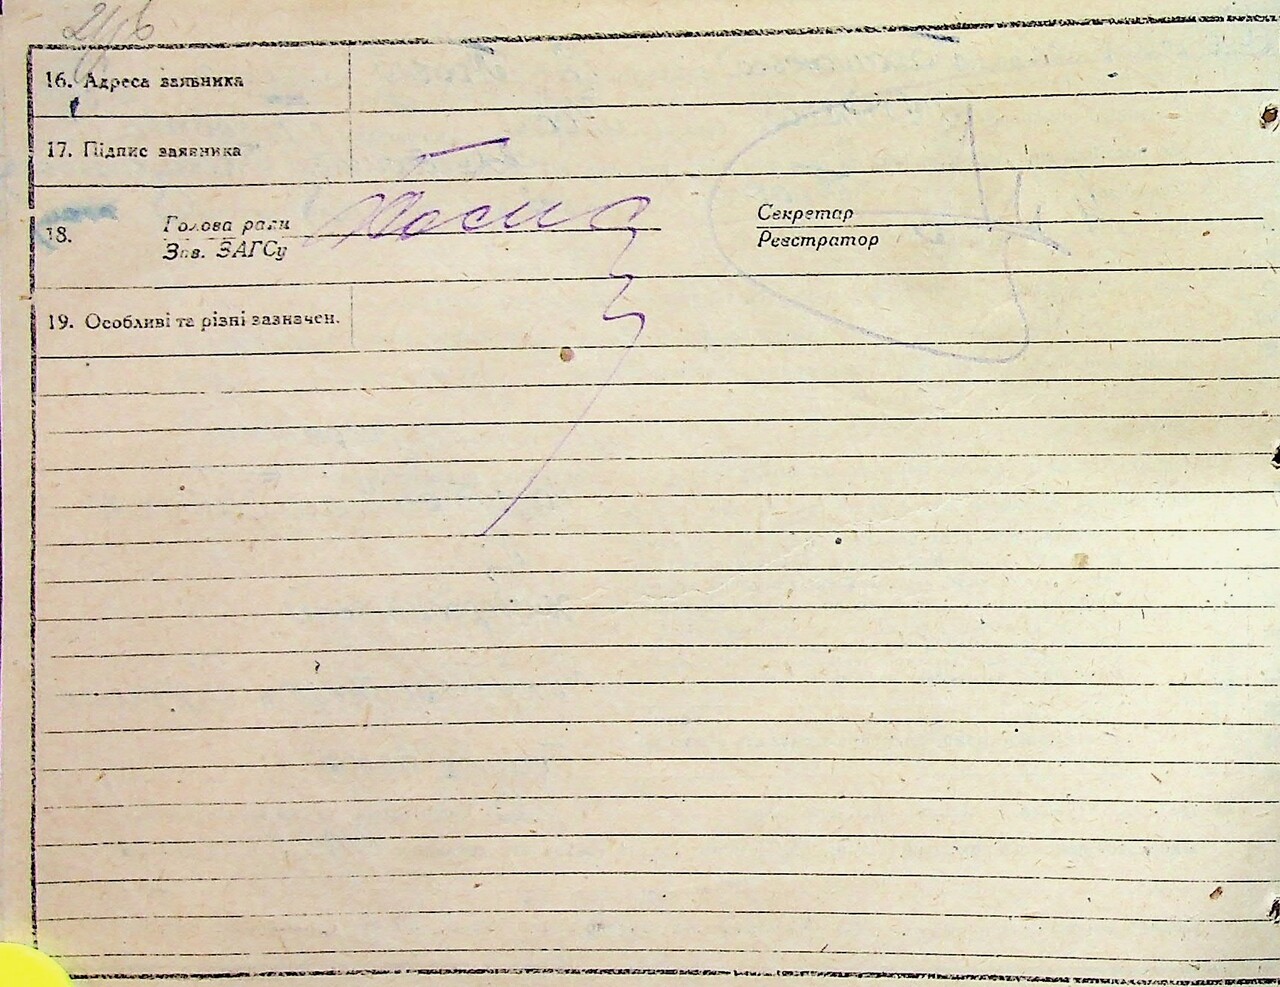 16. Адреса заявника
17. Підпис заявника
18. Голова ради
Зав. ЗАГСу
Секретар
Реєстратор
19. Особливі та різні зазначен.